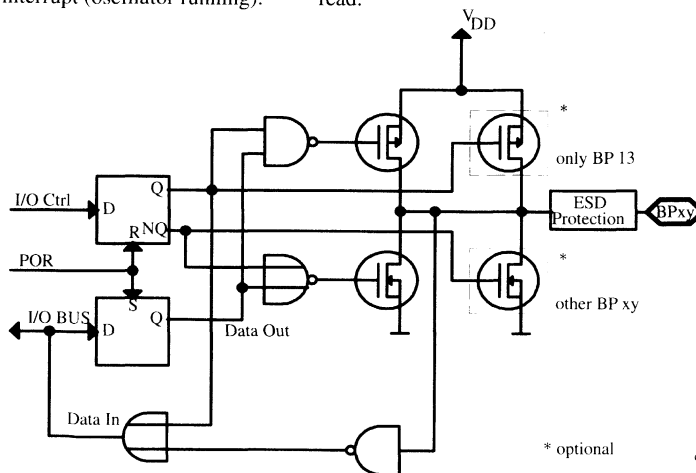 interrupt (oscillator running). read.
VDD
*
only BP 13
I/O Ctrl
D
Q
R
NQ
ESD
Protection
BPxy
POR
*
other BP xy
S
I/O BUS
D
Q
Data Out
Data In
* optional